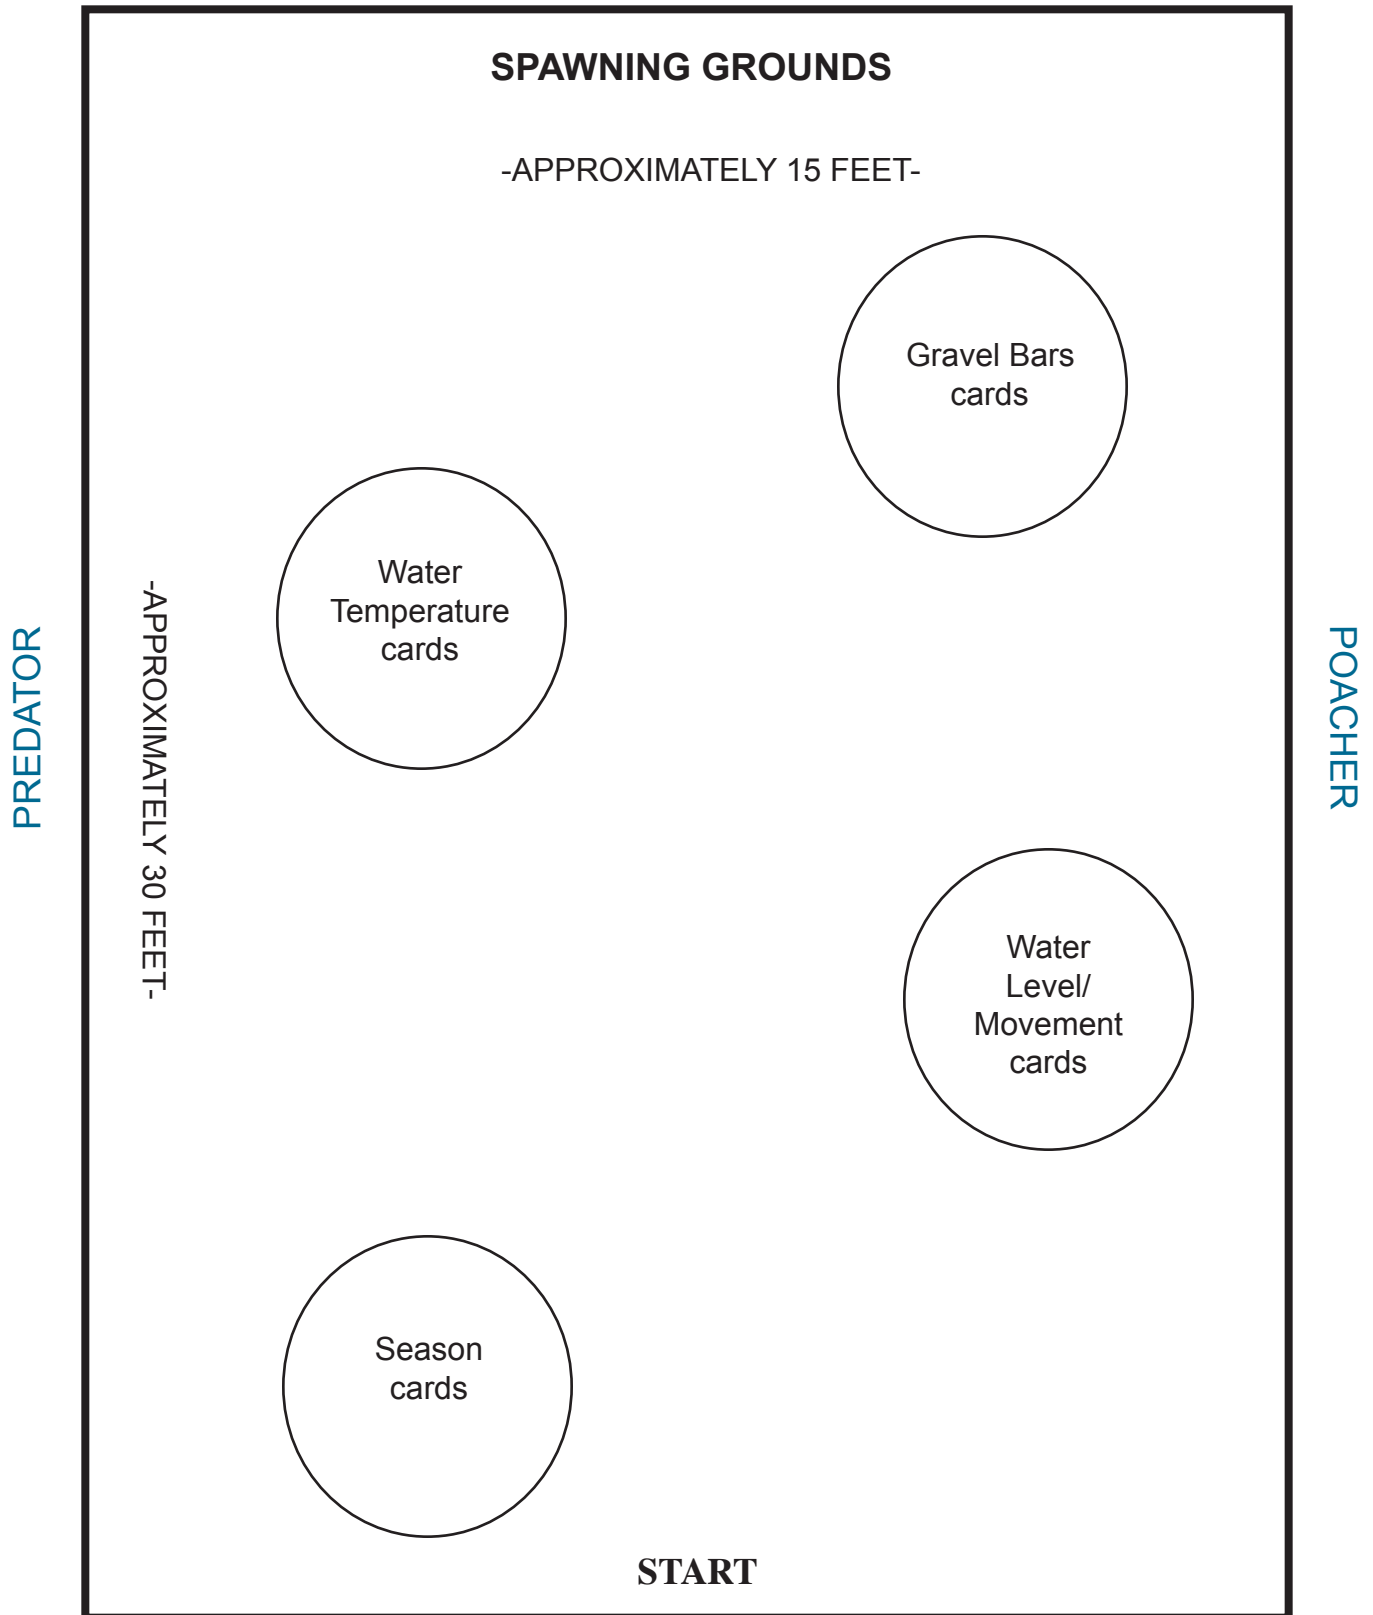 SPAWNING GROUNDS
-APPROXIMATELY 15 FEET-
Gravel Bars
cards
Water
Temperature
cards
PREDATOR
-APPROXIMATELY 30 FEET-
POACHER
Water
Level/
Movement
cards
Season
cards
START